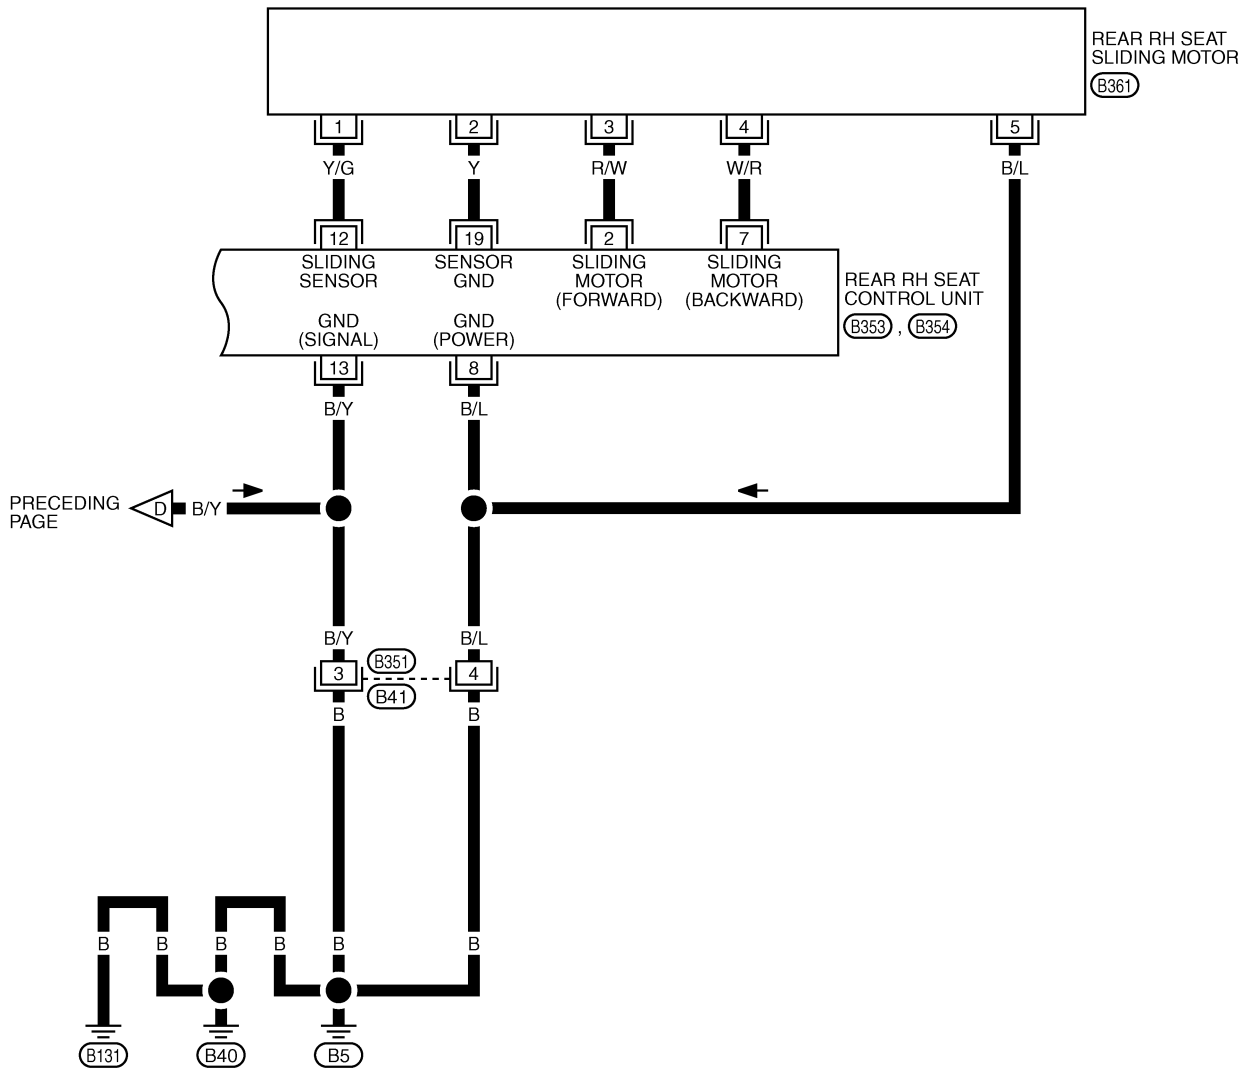 REAR RH SEAT
SLIDING MOTOR
B361
1 2 3 4 5
Y/G Y R/W W/R B/L
12 19 2 7
SLIDING
SENSOR
SENSOR
GND
SLIDING
MOTOR
(FORWARD)
SLIDING
MOTOR
(BACKWARD)
REAR RH SEAT
CONTROL UNIT
B353 , B354
GND
(SIGNAL)
GND
(POWER)
13 8
B/Y B/L
PRECEDING
PAGE
D B/Y
B/Y B/L
3 B351 4
B41
B B
B B B B B B
B131 B40 B5